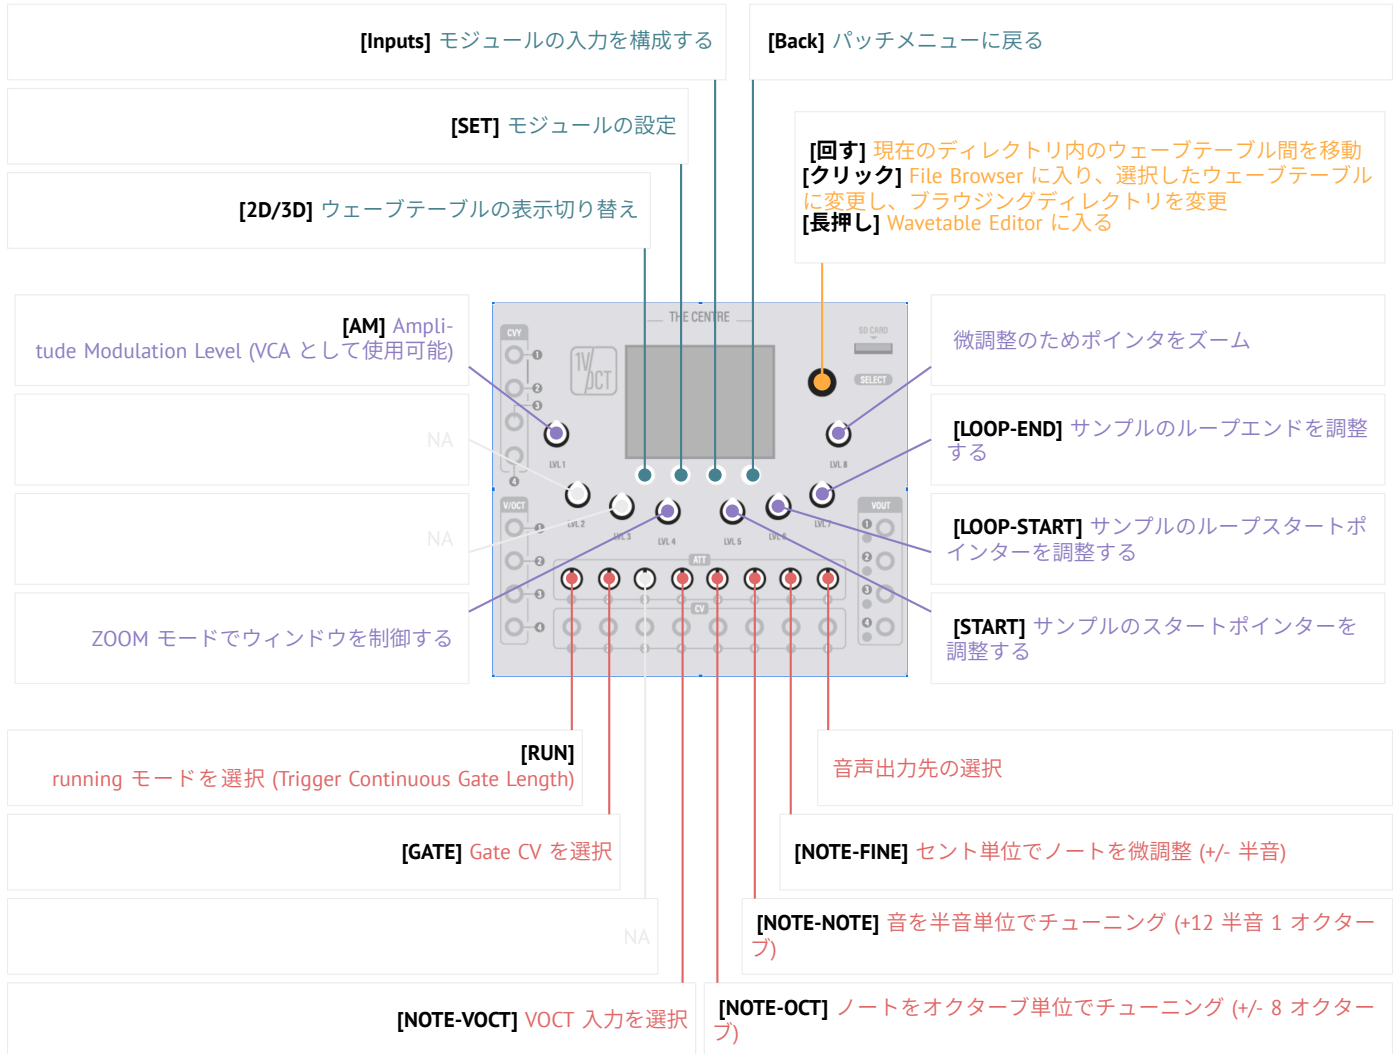 [Inputs] モジュールの入力を構成する
[Back] パッチメニューに戻る
[SET] モジュールの設定
[回す] 現在のディレクトリ内のウェーブテーブル間を移動
[クリック] File Browser に入り、選択したウェーブテーブル
に変更し、ブラウジングディレクトリを変更
[長押し] Wavetable Editor に入る
[2D/3D] ウェーブテーブルの表示切り替え
[AM] Ampli-
tude Modulation Level (VCA として使用可能)
NA
NA
ZOOM モードでウィンドウを制御する
THE CENTRE
CVY
1
2
3
4
1V/OCT
SD CARD
SELECT
LVL 1
LVL 2
LVL 3
LVL 4
LVL 5
LVL 6
LVL 7
LVL 8
V/OCT
1
2
3
4
VOUT
1
2
3
4
ATT
CV
微調整のためポインタをズーム
[LOOP-END] サンプルのループエンドを調整
する
[LOOP-START] サンプルのループスタートポ
インターを調整する
[START] サンプルのスタートポインターを
調整する
[RUN]
running モードを選択 (Trigger Continuous Gate Length)
音声出力先の選択
[GATE] Gate CV を選択
[NOTE-FINE] セント単位でノートを微調整 (+/- 半音)
NA
[NOTE-NOTE] 音を半音単位でチューニング (+12 半音 1 オクター
ブ)
[NOTE-VOCT] VOCT 入力を選択
[NOTE-OCT] ノートをオクターブ単位でチューニング (+/- 8 オクター
ブ)